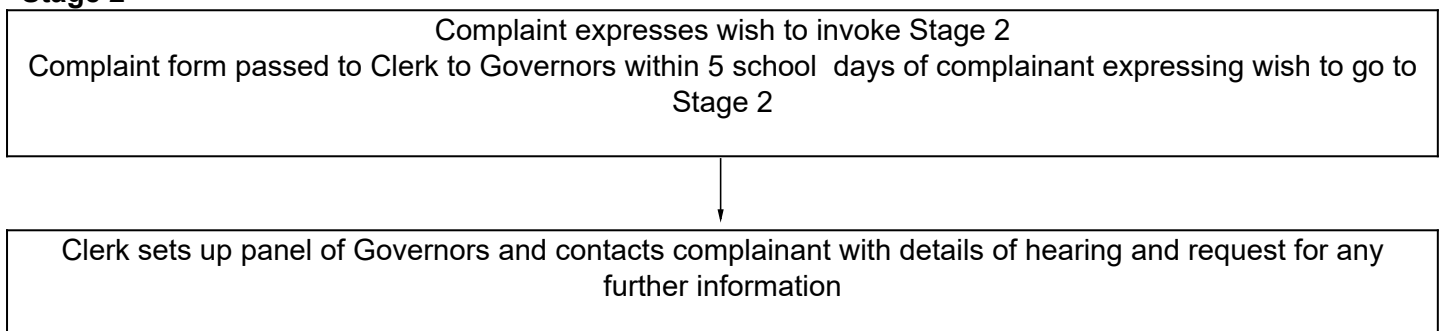 Stage 2
Complaint expresses wish to invoke Stage 2
Complaint form passed to Clerk to Governors within 5 school  days of complainant expressing wish to go to
Stage 2
Clerk sets up panel of Governors and contacts complainant with details of hearing and request for any
further information